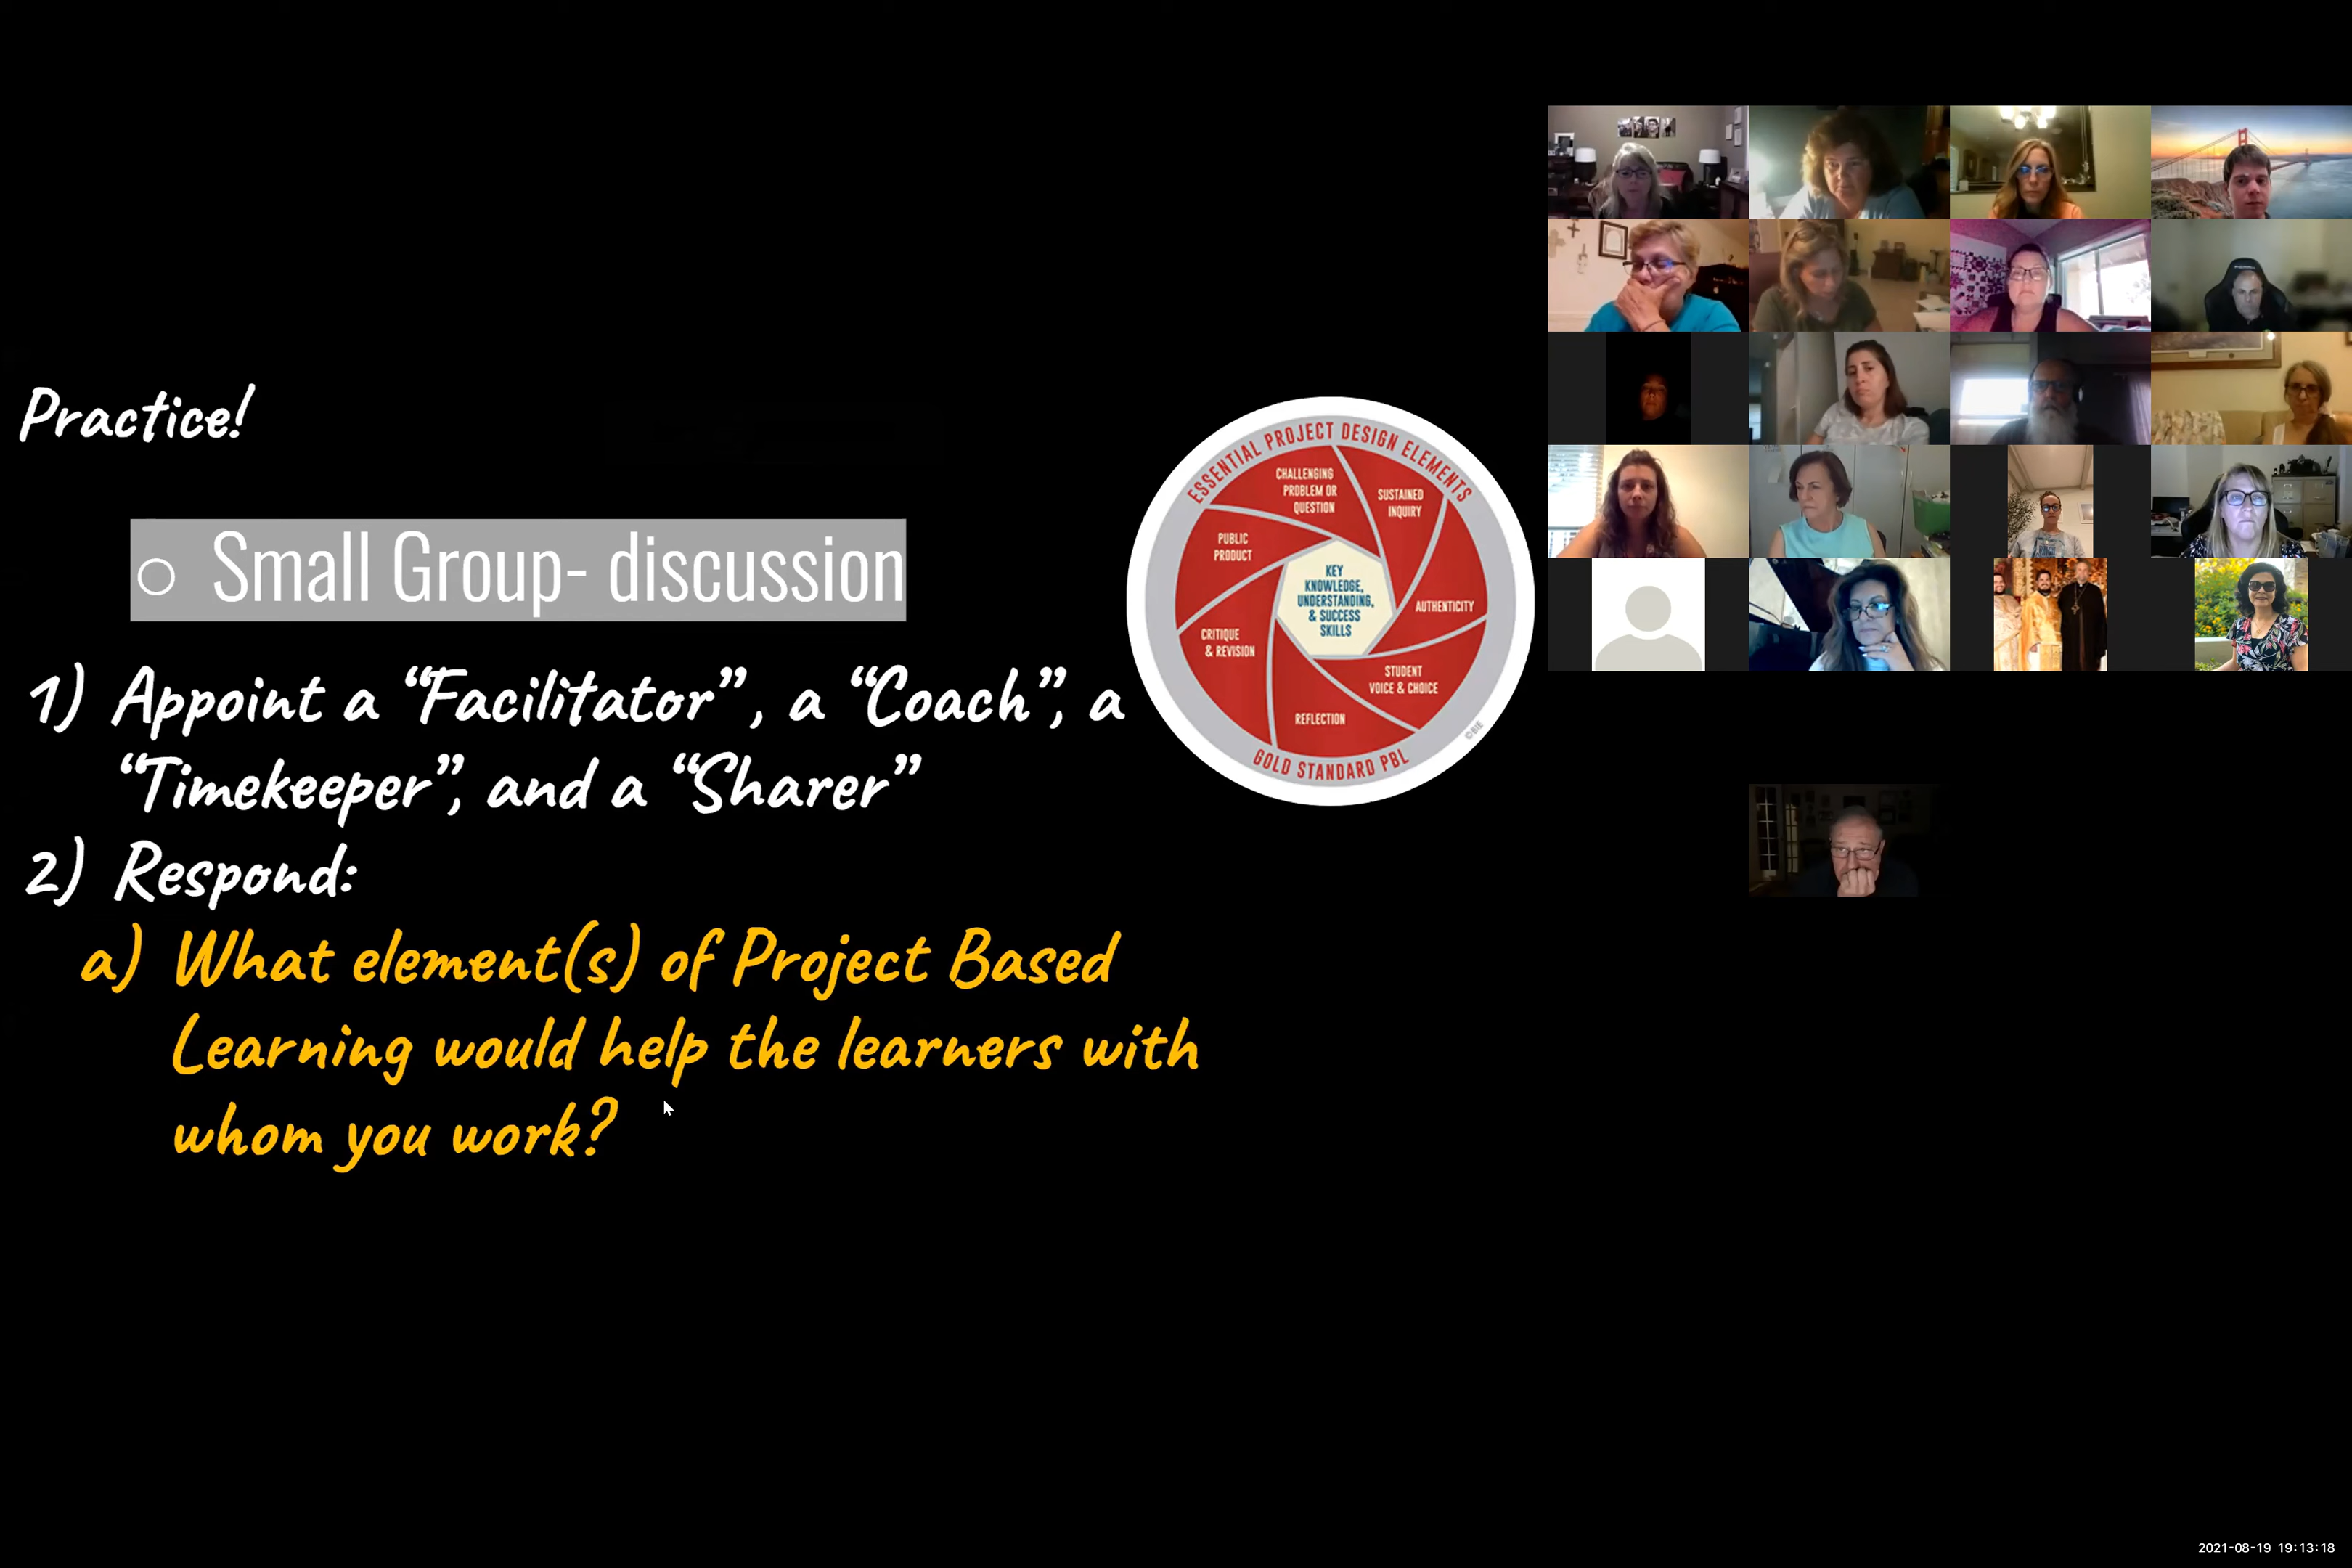 Practice!
○ Small Group- discussion
1) Appoint a “Facilitator”, a “Coach”, a
“Timekeeper”, and a “Sharer”
2) Respond:
a) What element(s) of Project Based
Learning would help the learners with
whom you work?
ESSENTIAL PROJECT DESIGN ELEMENTS
CHALLENGING
PROBLEM OR
QUESTION
SUSTAINED
INQUIRY
AUTHENTICITY
STUDENT
VOICE & CHOICE
REFLECTION
CRITIQUE
& REVISION
PUBLIC
PRODUCT
KEY
KNOWLEDGE,
UNDERSTANDING,
& SUCCESS
SKILLS
GOLD STANDARD PBL
©BIE
2021-08-19 19:13:18